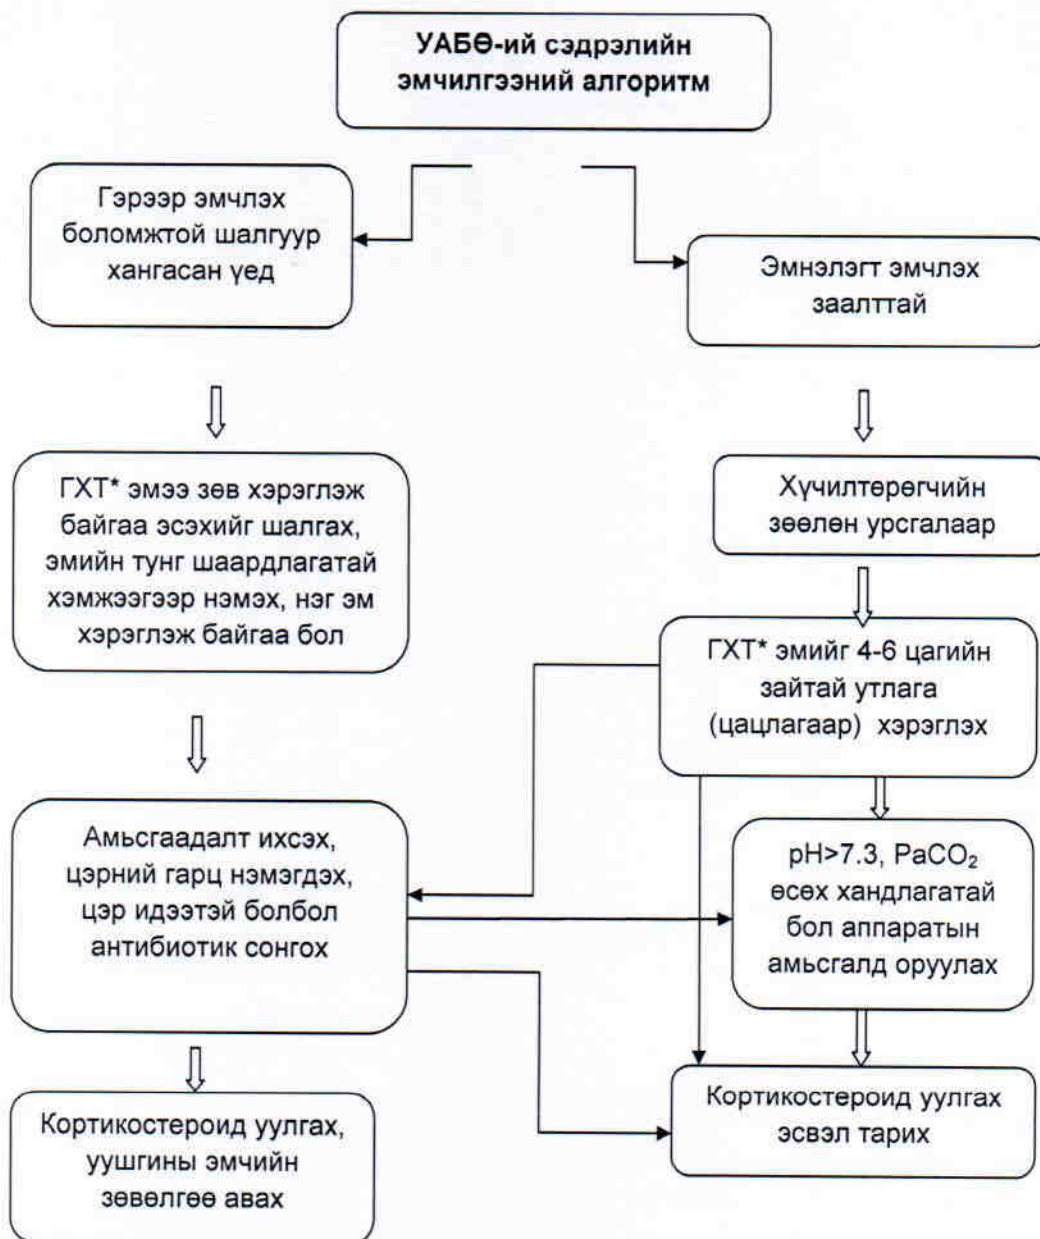 УАБӨ-ий сэдрэлийн
эмчилгээний алгоритм
Гэрээр эмчлэх
боломжтой шалгуур
хангасан үед
Эмнэлэгт эмчлэх
заалттай
ГХТ* эмээ зөв хэрэглэж
байгаа эсэхийг шалгах,
эмийн тунг шаардлагатай
хэмжээгээр нэмэх, нэг эм
хэрэглэж байгаа бол
Хүчилтөрөгчийн
зөөлөн урсгалаар
ГХТ* эмийг 4-6 цагийн
зайтай утлага
(цацлагаар) хэрэглэх
Амьсгаадалт ихсэх,
цэрний гарц нэмэгдэх,
цэр идээтэй болбол
антибиотик сонгох
pH>7.3, PaCO₂
өсөх хандлагатай
бол аппаратын
амьсгалд оруулах
Кортикостероид уулгах,
уушгины эмчийн
зөвөлгөө авах
Кортикостероид уулгах
эсвэл тарих